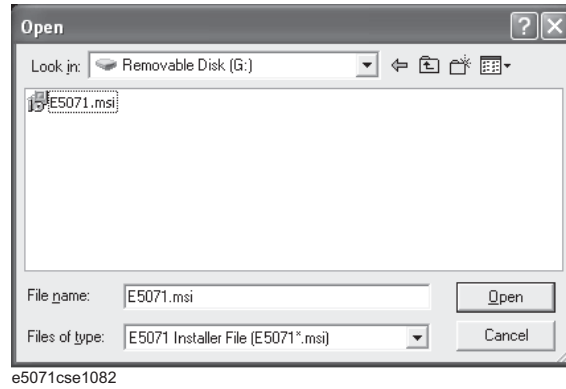 Open
Look in: Removable Disk (G:)
E5071.msi
File name: E5071.msi Open
Files of type: E5071 Installer File (E5071*.msi) Cancel
e5071cse1082